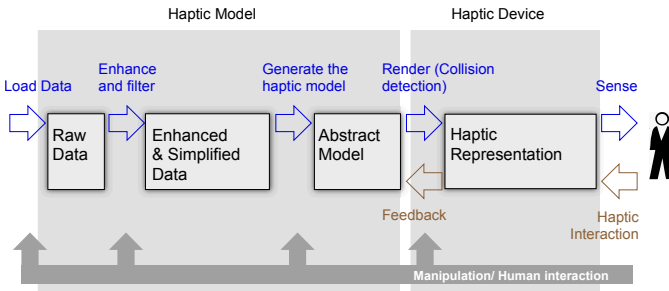 Haptic Model
Haptic Device
Load Data
Enhance
and filter
Generate the
haptic model
Render (Collision
detection)
Sense
Raw
Data
Enhanced
& Simplified
Data
Abstract
Model
Haptic
Representation
Feedback
Haptic
Interaction
Manipulation/ Human interaction